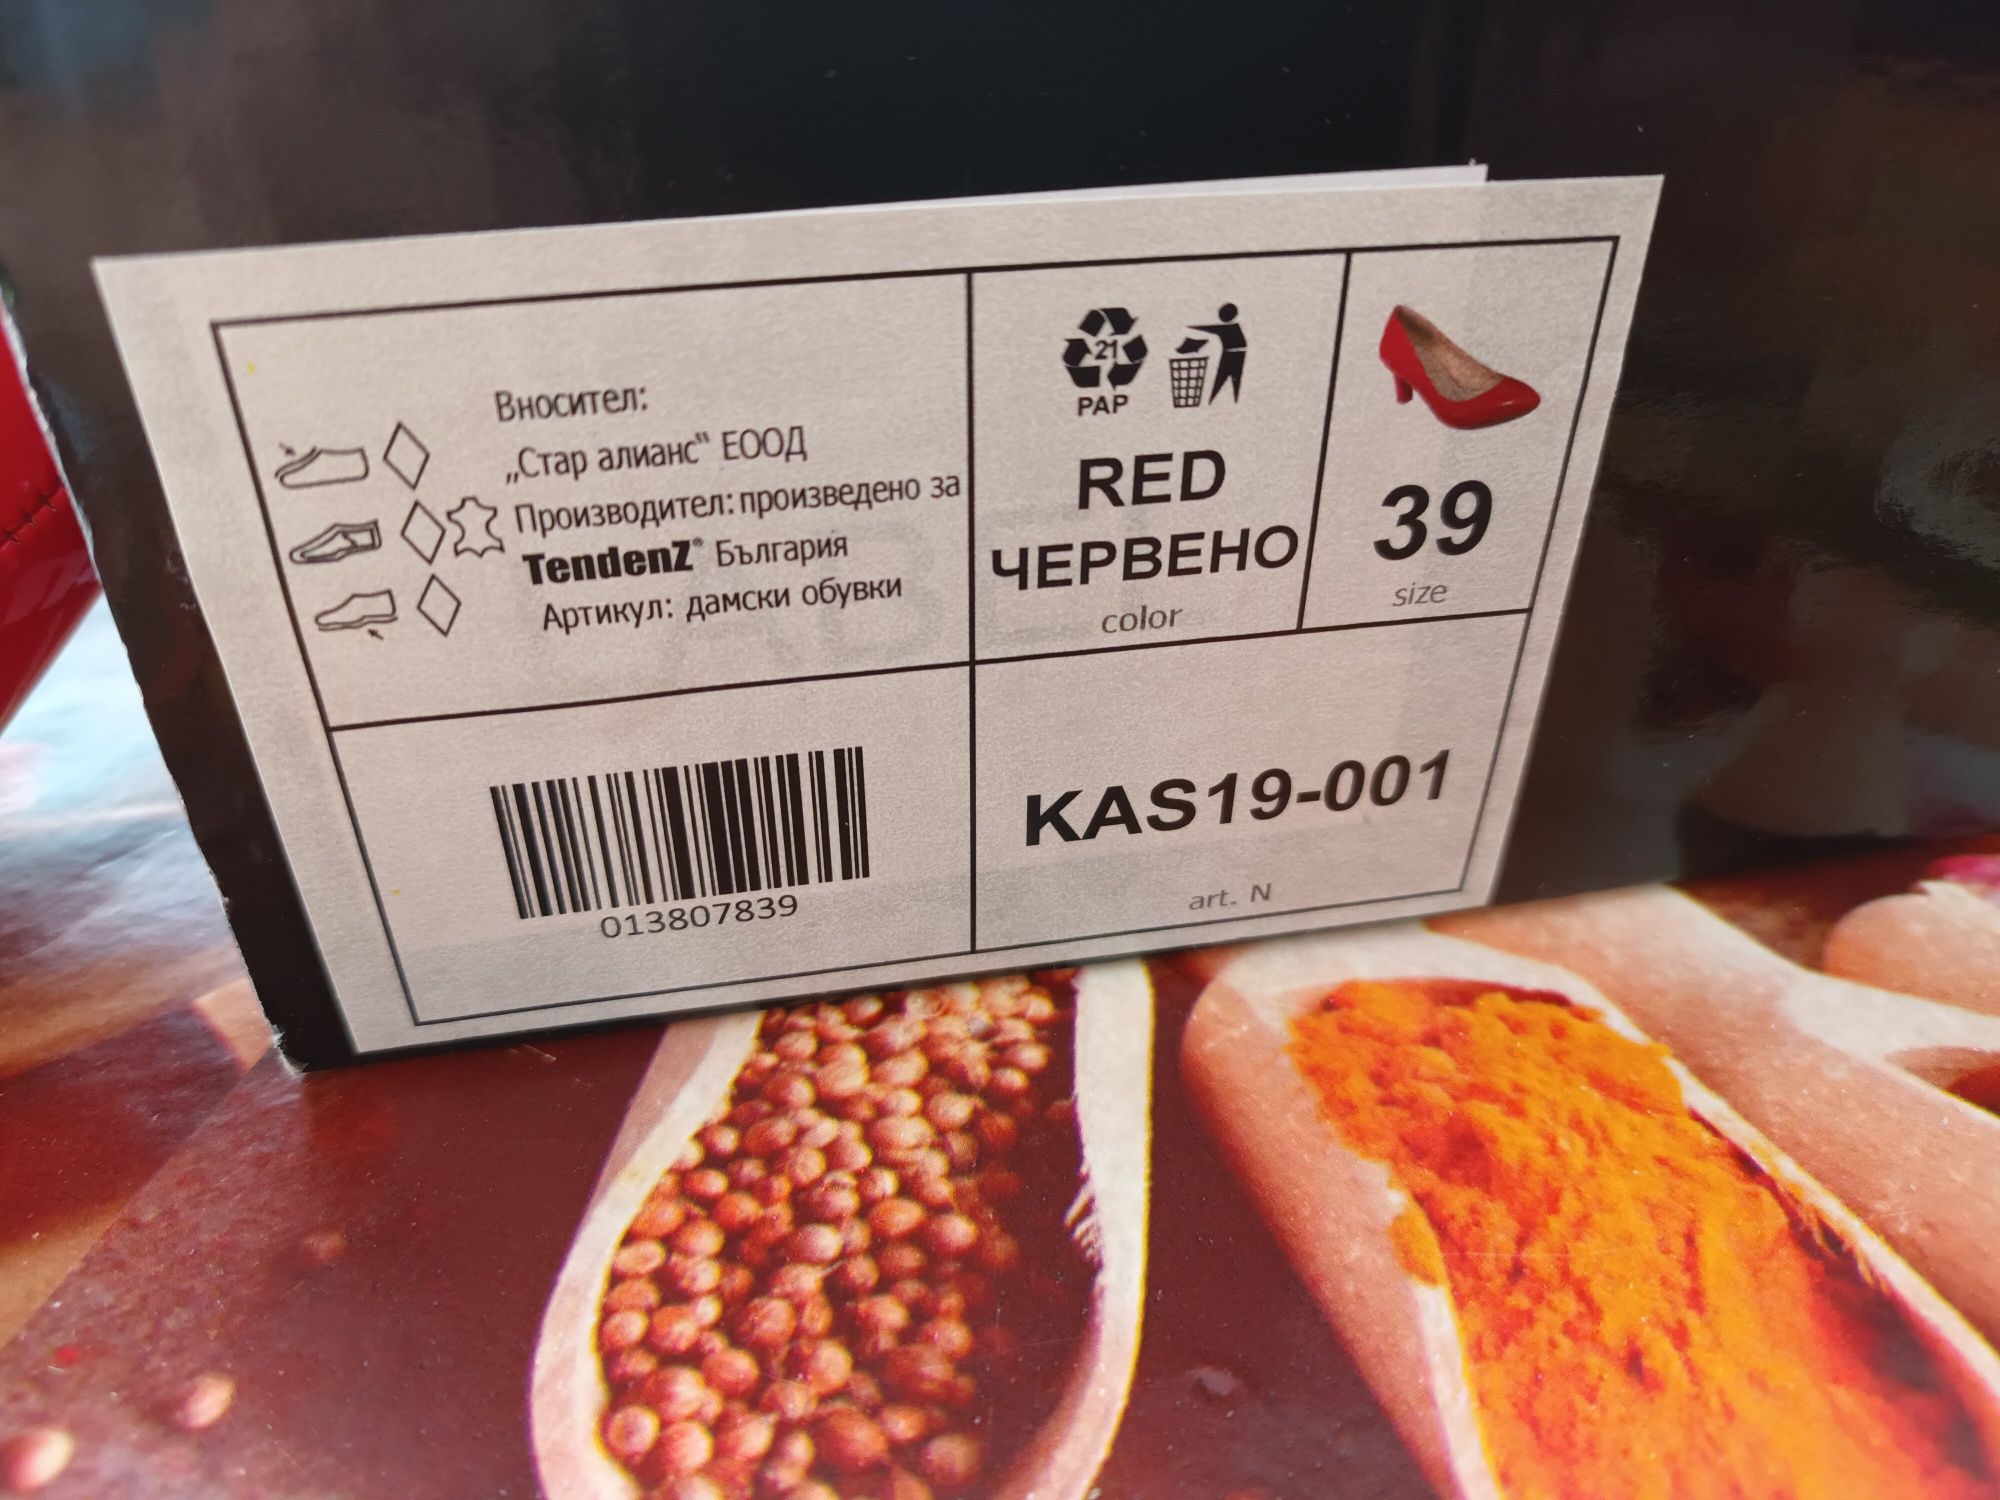 Вносител:
„Стар алианс“ ЕООД
Производител: произведено за
TendenZ® България
Артикул: дамски обувки
21
PAP
RED
ЧЕРВЕНО
color
39
size
013807839
KAS19-001
art. N